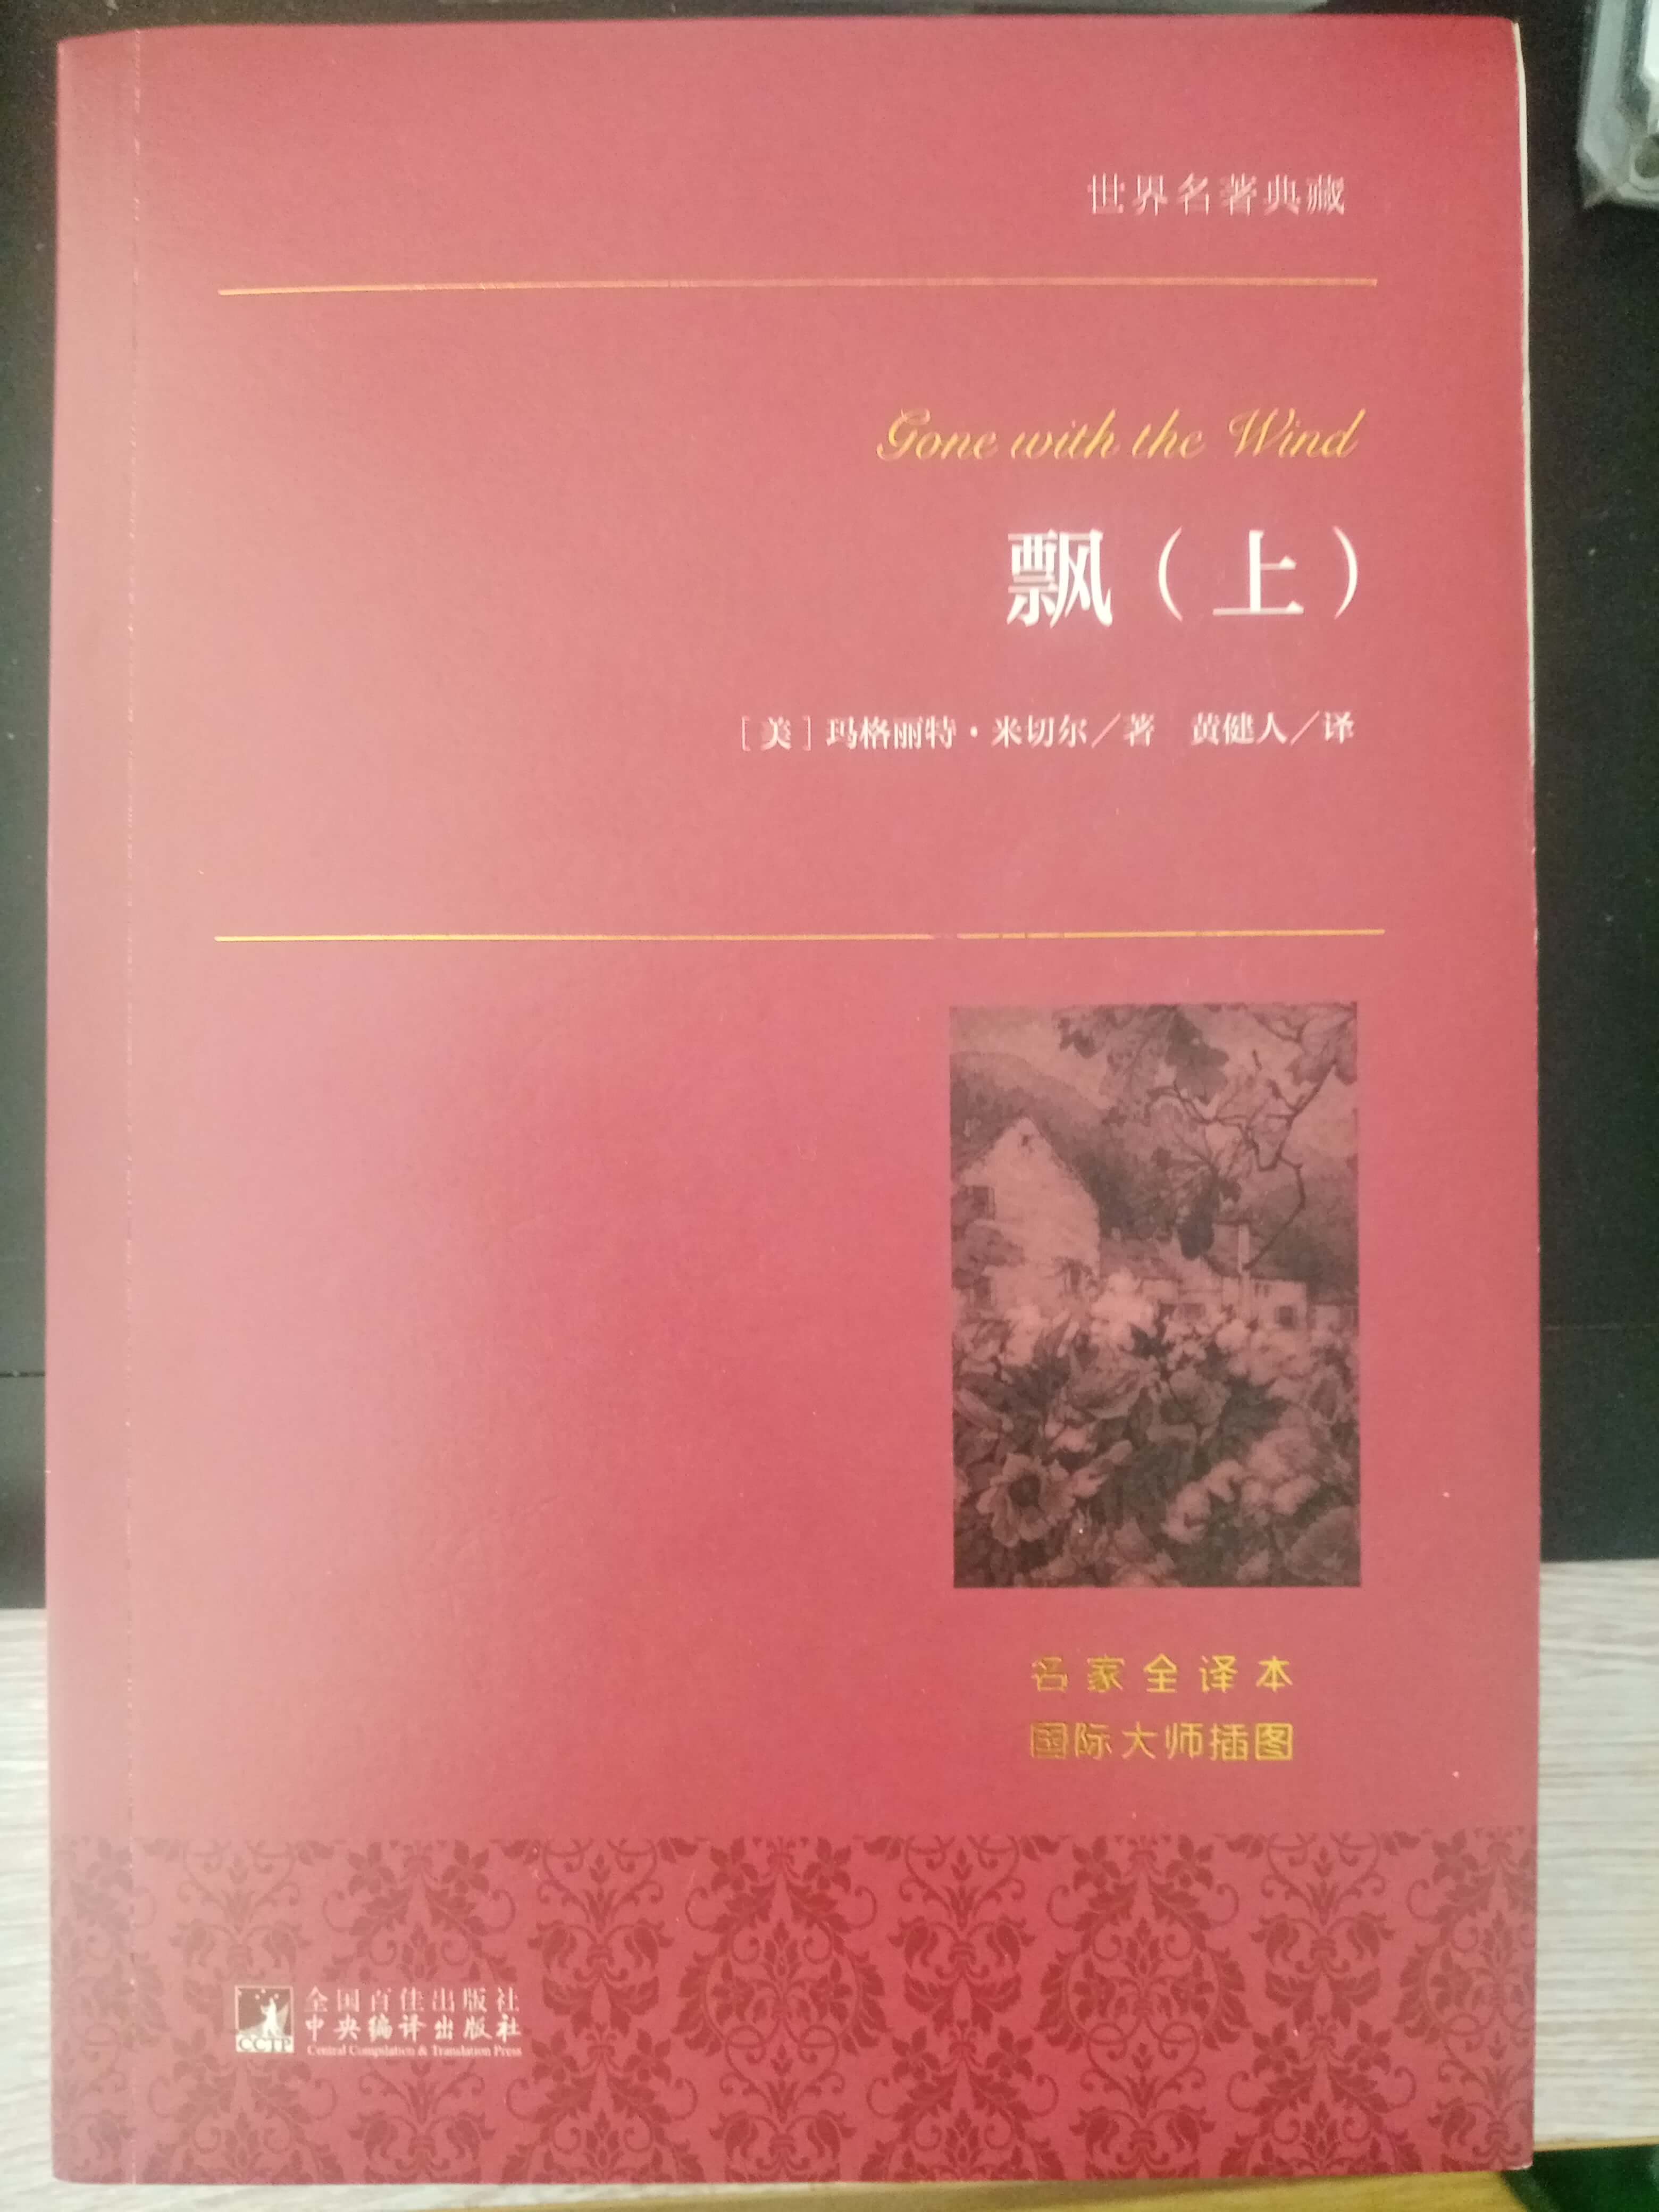 世界名著典藏
Gone with the Wind
飘（上）
［美］玛格丽特·米切尔／著 黄健人／译
名家全译本
国际大师插图
全国百佳出版社
中央编译出版社
CCTP
Central Compilation & Translation Press